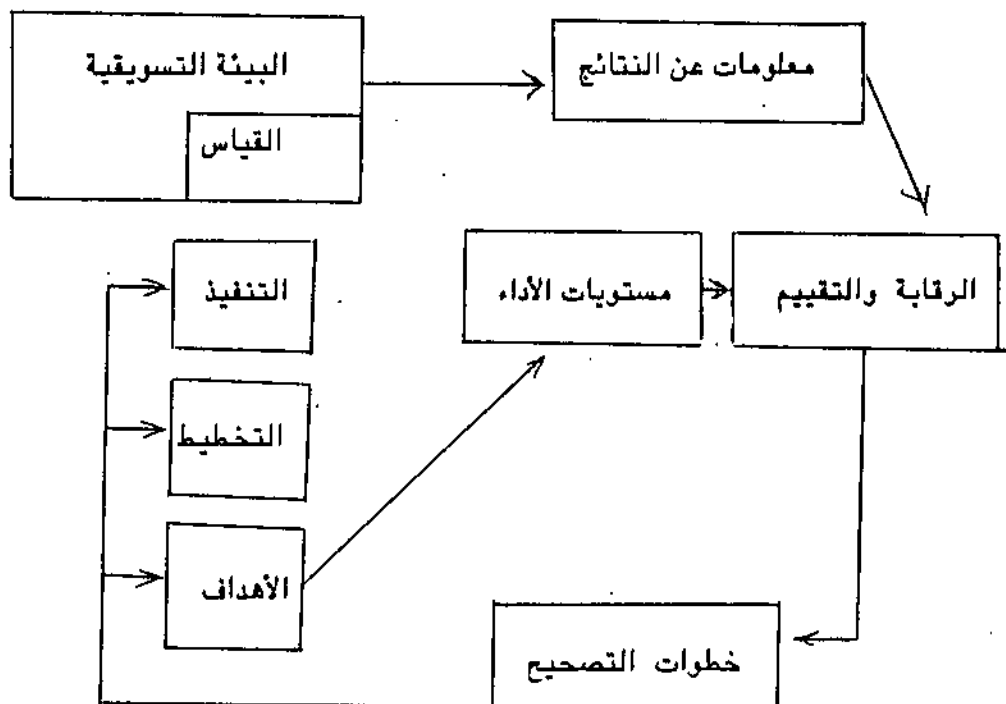 البيئة التسويقية
معلومات عن النتائج
القياس
التنفيذ
مستويات الأداء
الرقابة والتقييم
التخطيط
الأهداف
خطوات التصحيح